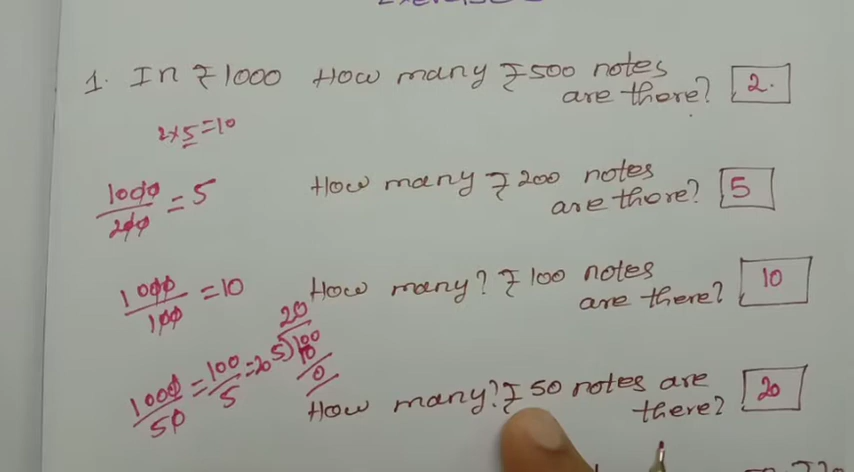 1. In ₹1000 How many ₹500 notes
are there? 2.
2×5=10
How many ₹200 notes
are there? 5
1000/200 = 5
How many? ₹100 notes
are there? 10
1000/100 = 10
20
1000/50 = 100/5 = 20 5)100
10
0
How many? ₹50 notes are
there? 20